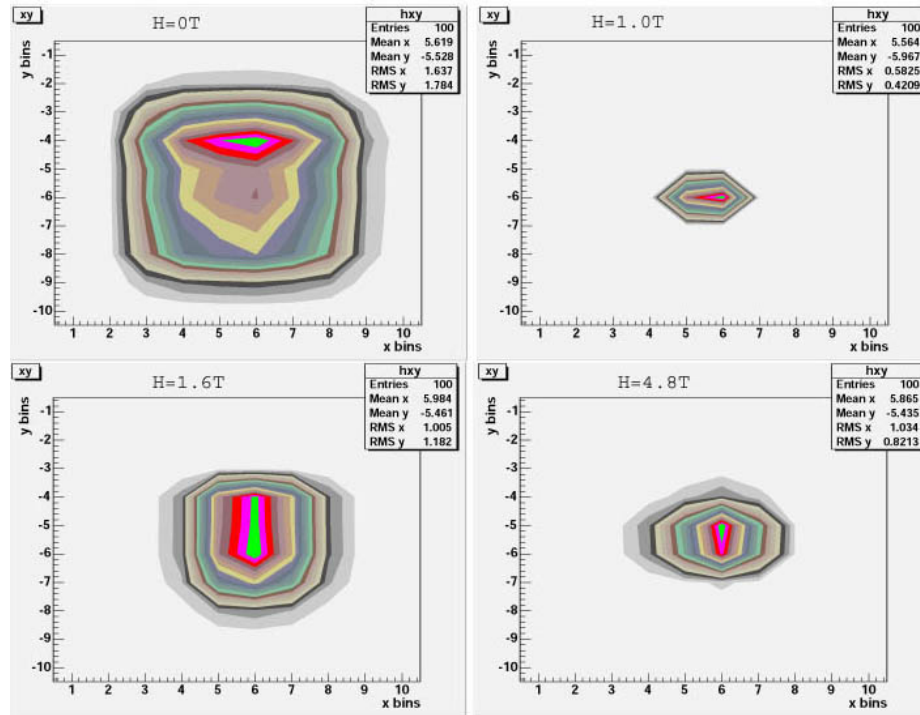 xy
H=0T
hxy
Entries 100
Mean x 5.619
Mean y -5.528
RMS x 1.637
RMS y 1.784
y bins
-1
-2
-3
-4
-5
-6
-7
-8
-9
-10
1 2 3 4 5 6 7 8 9 10
x bins
xy
H=1.0T
hxy
Entries 100
Mean x 5.564
Mean y -5.967
RMS x 0.5825
RMS y 0.4209
y bins
-1
-2
-3
-4
-5
-6
-7
-8
-9
-10
1 2 3 4 5 6 7 8 9 10
x bins
xy
H=1.6T
hxy
Entries 100
Mean x 5.984
Mean y -5.461
RMS x 1.005
RMS y 1.182
y bins
-1
-2
-3
-4
-5
-6
-7
-8
-9
-10
1 2 3 4 5 6 7 8 9 10
x bins
xy
H=4.8T
hxy
Entries 100
Mean x 5.865
Mean y -5.435
RMS x 1.034
RMS y 0.8213
y bins
-1
-2
-3
-4
-5
-6
-7
-8
-9
-10
1 2 3 4 5 6 7 8 9 10
x bins